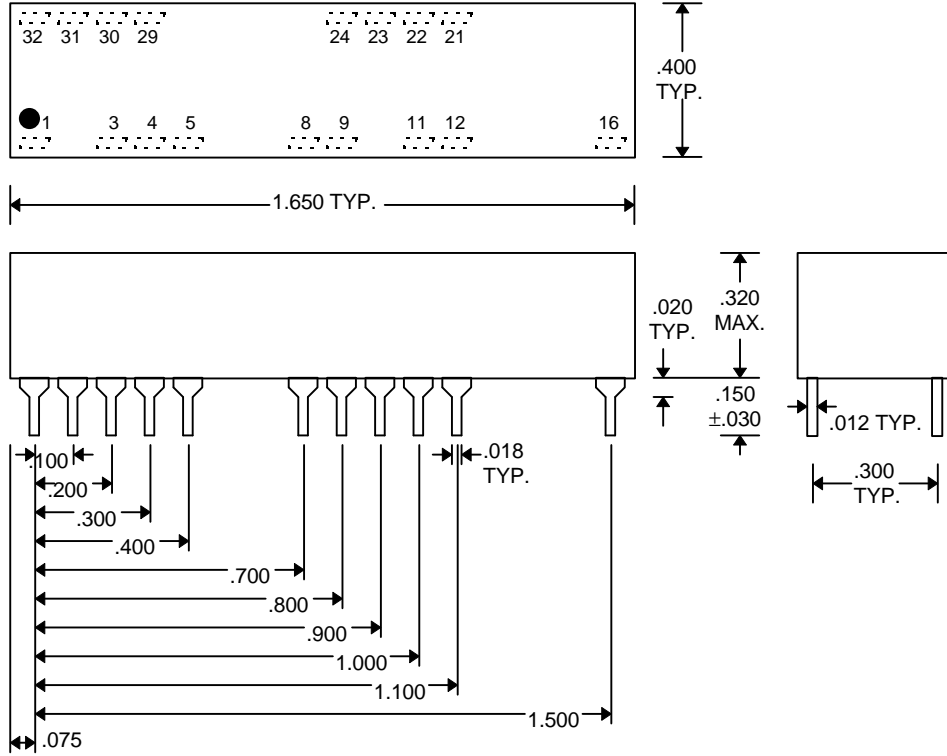 32 31 30 29 24 23 22 21
.400
TYP.
1 3 4 5 8 9 11 12 16
1.650 TYP.
.020
TYP.
.320
MAX.
.150
±.030
.012 TYP.
.100
.018
TYP.
.200
.300
TYP.
.300
.400
.700
.800
.900
1.000
1.100
1.500
.075